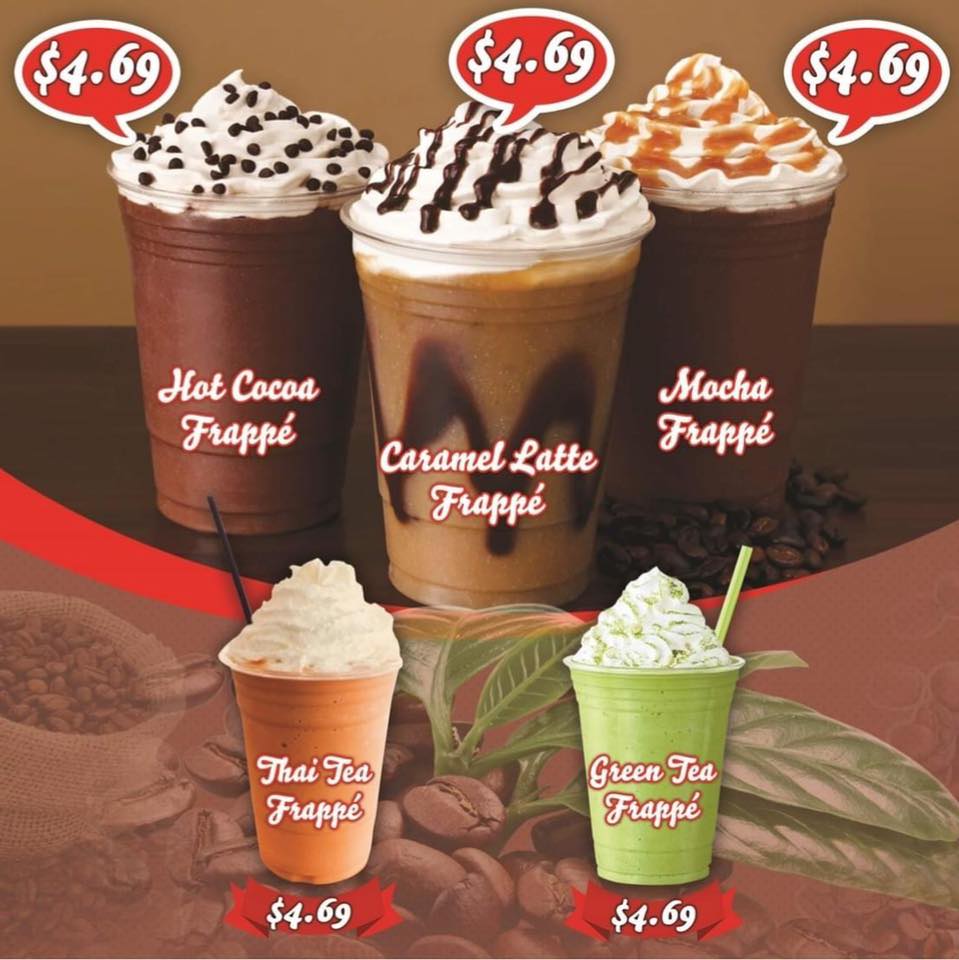 $4.69
$4.69
$4.69
Hot Cocoa
Frappé
Caramel Latte
Frappé
Mocha
Frappé
Thai Tea
Frappé
Green Tea
Frappé
$4.69
$4.69